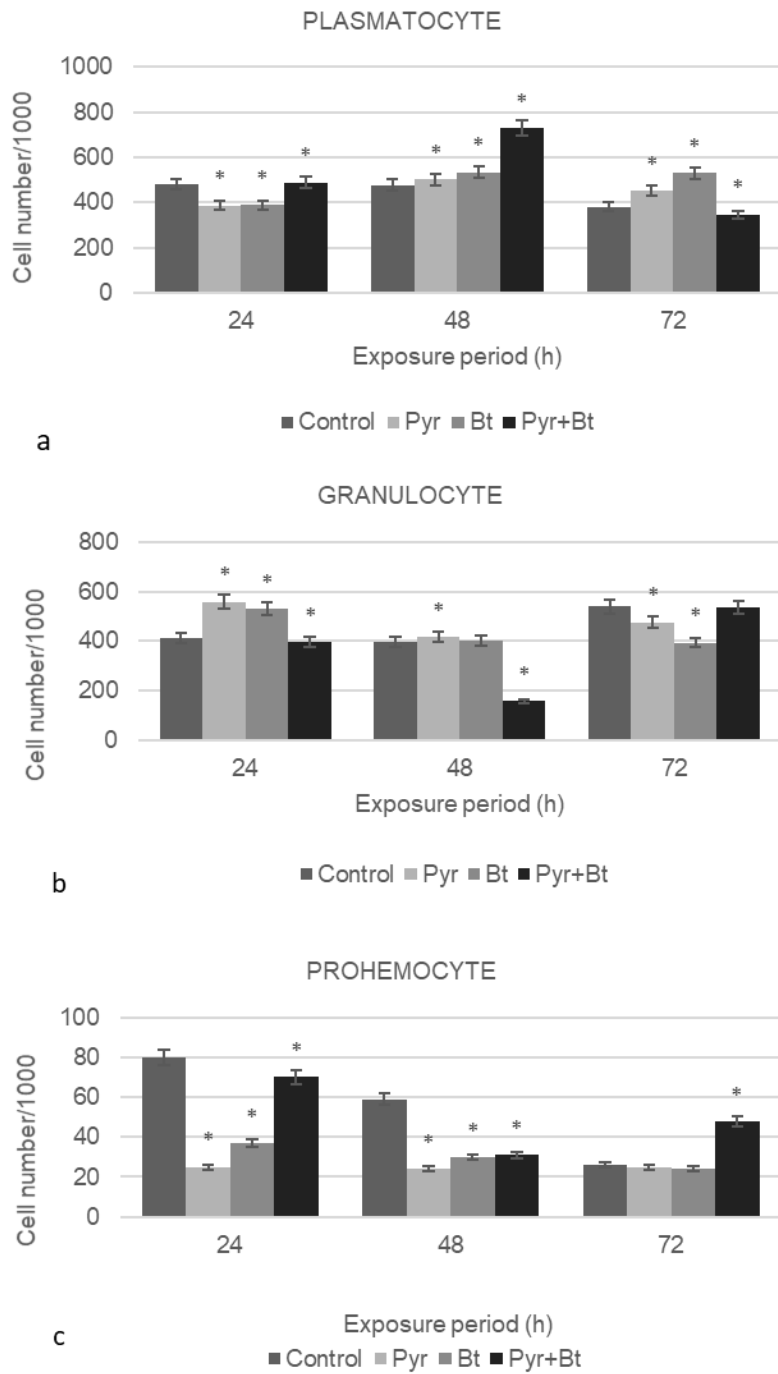 PLASMATOCYTE
Cell number/1000
1000
800
600
400
200
0
* * *
* * *
* * *
24 48 72
Exposure period (h)
Control Pyr Bt Pyr+Bt
a
GRANULOCYTE
Cell number/1000
800
600
400
200
0
* * *
* *
* *
24 48 72
Exposure period (h)
Control Pyr Bt Pyr+Bt
b
PROHEMOCYTE
Cell number/1000
100
80
60
40
20
0
* * *
* * *
*
24 48 72
Exposure period (h)
c
Control Pyr Bt Pyr+Bt